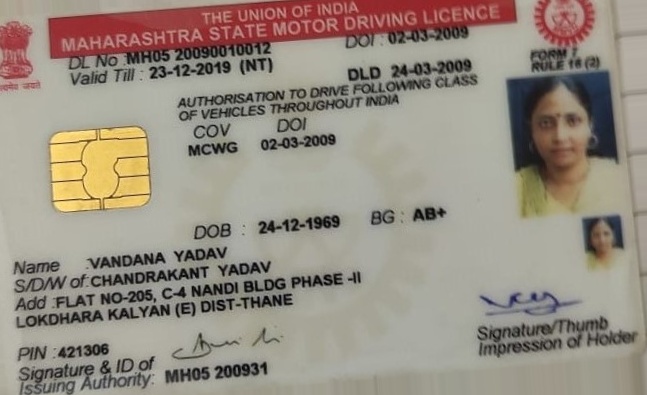 THE UNION OF INDIA
MAHARASHTRA STATE MOTOR DRIVING LICENCE
DL No :MH05 20090010012 DOI : 02-03-2009
Valid Till : 23-12-2019 (NT) DLD 24-03-2009
FORM 7
RULE 16 (2)
AUTHORISATION TO DRIVE FOLLOWING CLASS
OF VEHICLES THROUGHOUT INDIA
COV DOI
MCWG 02-03-2009
DOB : 24-12-1969 BG : AB+
Name :VANDANA YADAV
S/D/W of:CHANDRAKANT YADAV
Add :FLAT NO-205, C-4 NANDI BLDG PHASE -II
LOKDHARA KALYAN (E) DIST-THANE
PIN :421306
Signature & ID of
Issuing Authority: MH05 200931
Signature/Thumb
Impression of Holder